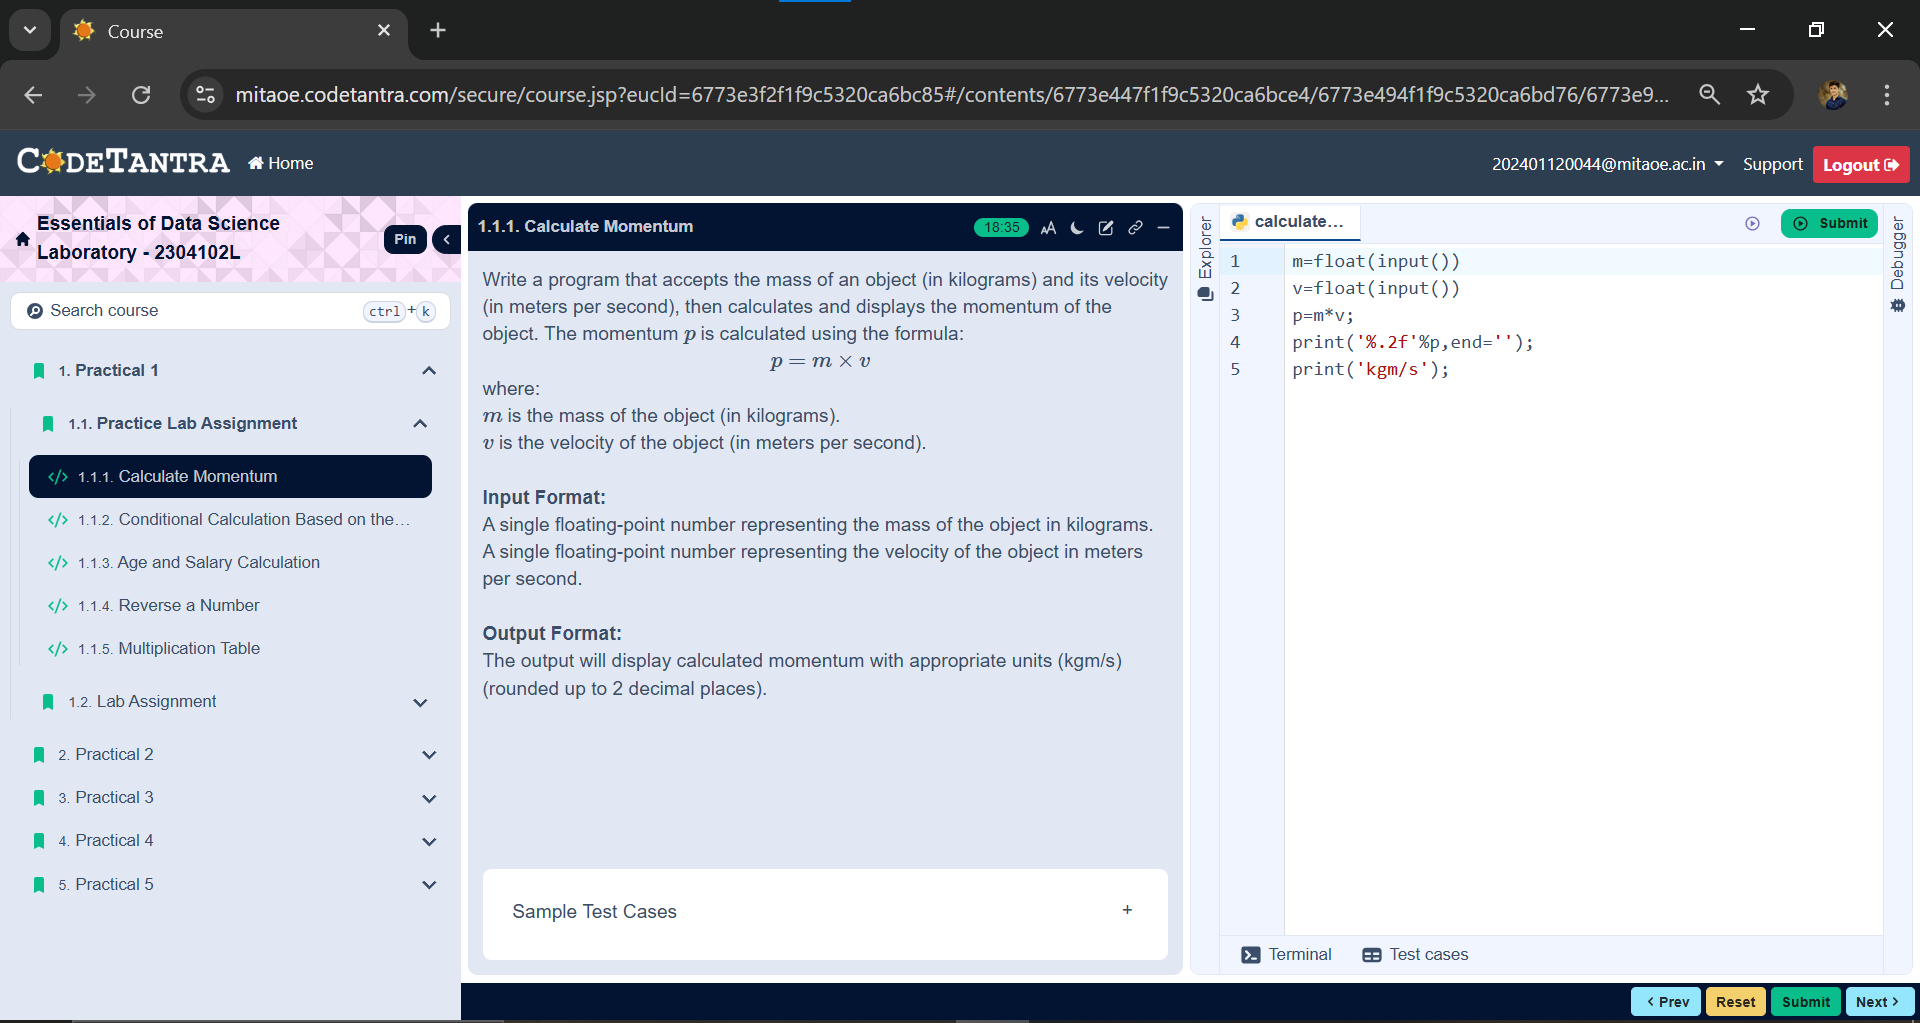 Course
mitaoe.codetantra.com/secure/course.jsp?eucId=6773e3f2f1f9c5320ca6bc85#/contents/6773e447f1f9c5320ca6bce4/6773e494f1f9c5320ca6bd76/6773e9...
CODETANTRA
Home
202401120044@mitaoe.ac.in
Support
Logout
Essentials of Data Science
Laboratory - 2304102L
Pin
Search course
ctrl + k
1. Practical 1
1.1. Practice Lab Assignment
</> 1.1.1. Calculate Momentum
</> 1.1.2. Conditional Calculation Based on the...
</> 1.1.3. Age and Salary Calculation
</> 1.1.4. Reverse a Number
</> 1.1.5. Multiplication Table
1.2. Lab Assignment
2. Practical 2
3. Practical 3
4. Practical 4
5. Practical 5
1.1.1. Calculate Momentum
18:35
AA
Write a program that accepts the mass of an object (in kilograms) and its velocity
(in meters per second), then calculates and displays the momentum of the
object. The momentum p is calculated using the formula:
p = m × v
where:
m is the mass of the object (in kilograms).
v is the velocity of the object (in meters per second).
Input Format:
A single floating-point number representing the mass of the object in kilograms.
A single floating-point number representing the velocity of the object in meters
per second.
Output Format:
The output will display calculated momentum with appropriate units (kgm/s)
(rounded up to 2 decimal places).
Sample Test Cases
+
Explorer
calculate...
Submit
Debugger
1 m=float(input())
2 v=float(input())
3 p=m*v;
4 print('%.2f'%p,end='');
5 print('kgm/s');
Terminal
Test cases
< Prev
Reset
Submit
Next >